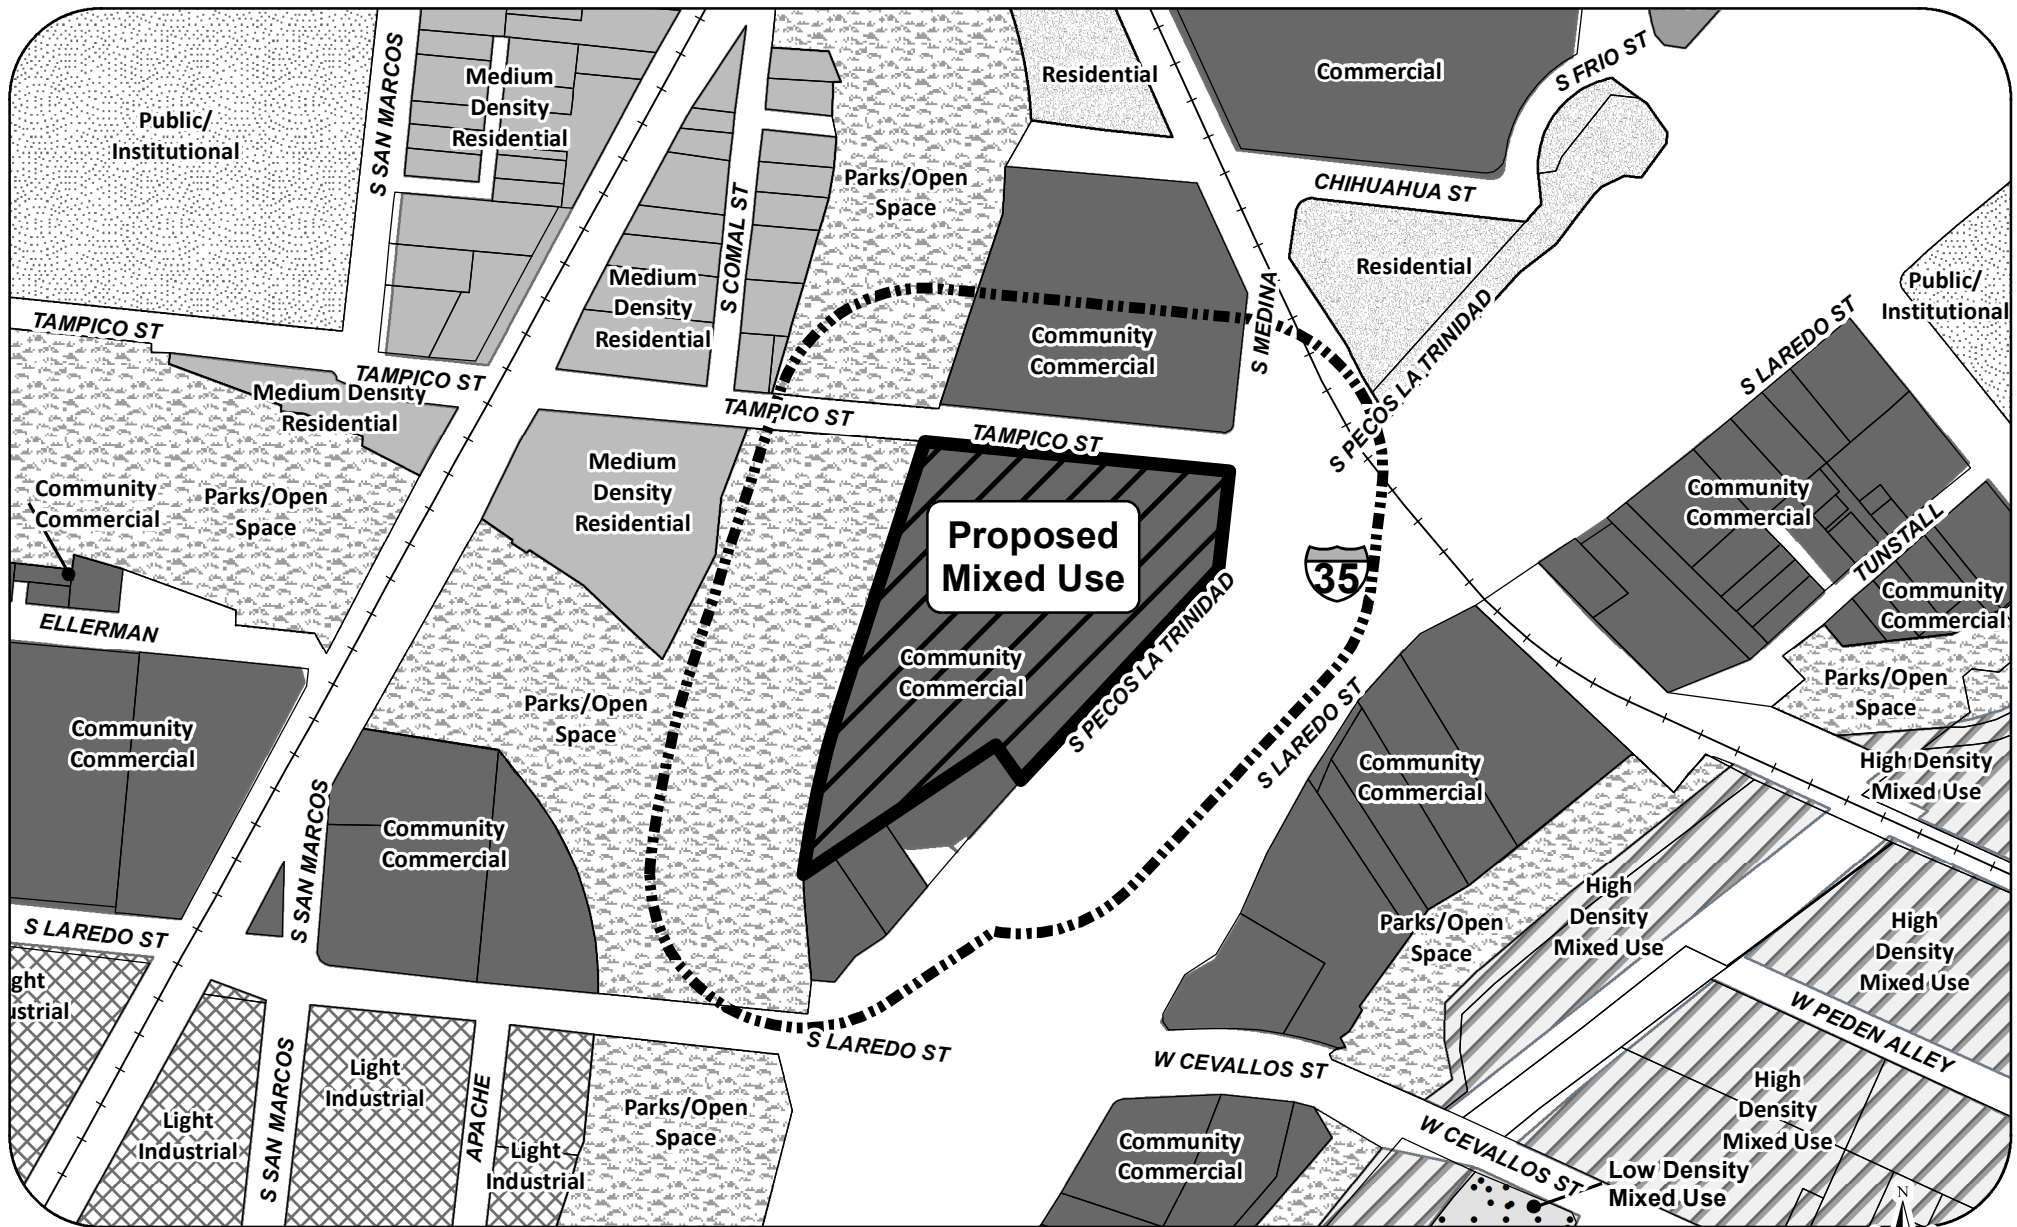 S SAN MARCOS
Medium
Density
Residential
Public/
Institutional
Residential
Commercial
S FRIO ST
Parks/Open
Space
CHIHUAHUA ST
S COMAL ST
Medium
Density
Residential
S MEDINA
Residential
Public/
Institutional
TAMPICO ST
TAMPICO ST
Medium Density
Residential
Community
Commercial
S PECOS LA TRINIDAD
S LAREDO ST
TAMPICO ST
TAMPICO ST
Medium
Density
Residential
Community
Commercial
Parks/Open
Space
Proposed
Mixed Use
35
Community
Commercial
TUNSTALL
Community
Commercial
ELLERMAN
Community
Commercial
S PECOS LA TRINIDAD
Parks/Open
Space
Parks/Open
Space
Community
Commercial
S LAREDO ST
Community
Commercial
High Density
Mixed Use
Community
Commercial
S SAN MARCOS
S LAREDO ST
High
Density
Mixed Use
Parks/Open
Space
High
Density
Mixed Use
ght
ustrial
S LAREDO ST
W CEVALLOS ST
W PEDEN ALLEY
Light
Industrial
S SAN MARCOS
Light
Industrial
APACHE
Light
Industrial
Parks/Open
Space
Community
Commercial
W CEVALLOS ST
High
Density
Mixed Use
Low Density
Mixed Use
N